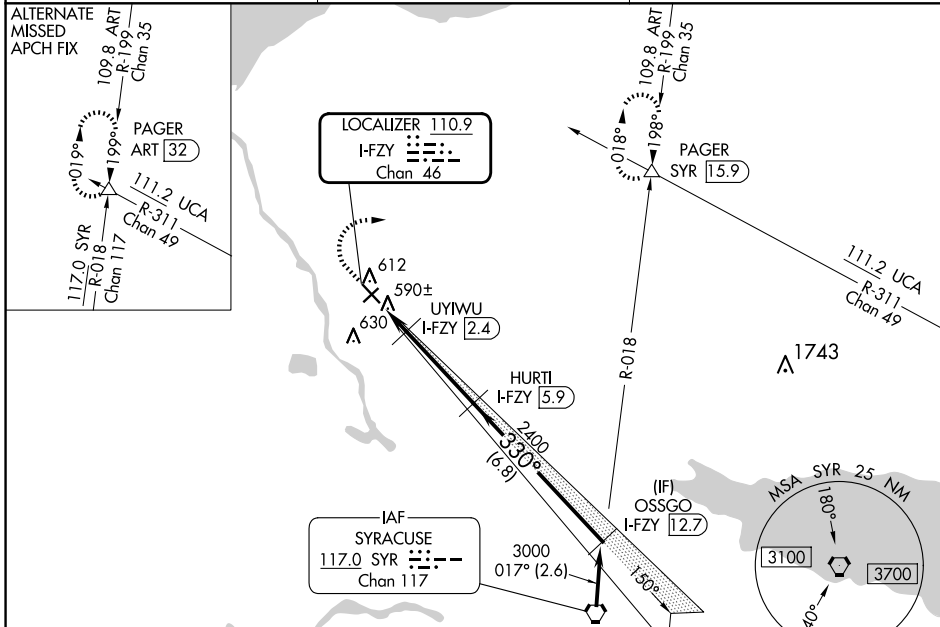 ALTERNATE
MISSED
APCH FIX
109.8 ART
R-199
Chan 35
PAGER
ART 32
019°
199°
111.2 UCA
R-311
Chan 49
117.0 SYR
R-018
Chan 117
LOCALIZER 110.9
I-FZY
Chan 46
109.8 ART
R-199
Chan 35
018°
198°
PAGER
SYR 15.9
111.2 UCA
R-311
Chan 49
R-018
612
590±
630
UYIWU
I-FZY 2.4
1743
HURTI
I-FZY 5.9
2400
330°
(6.8)
(IF)
OSSGO
I-FZY 12.7
150°
IAF
SYRACUSE
117.0 SYR
Chan 117
3000
017° (2.6)
MSA SYR 25 NM
180°
3100
3700